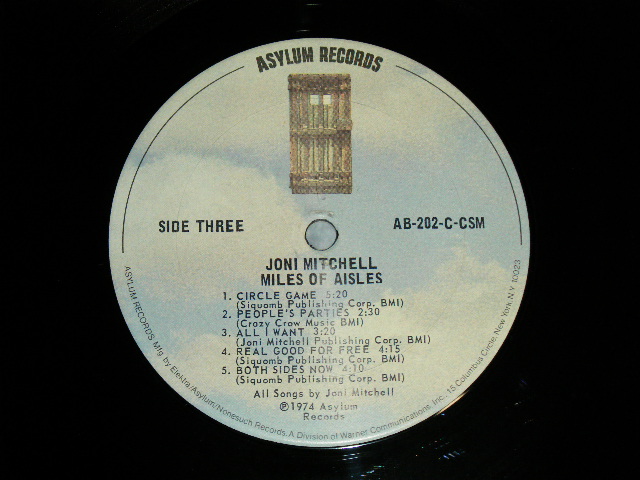 ASYLUM RECORDS
SIDE THREE
AB-202-C-CSM
JONI MITCHELL
MILES OF AISLES
1. CIRCLE GAME 5:20
(Siquomb Publishing Corp. BMI)
2. PEOPLE'S PARTIES 2:30
(Crazy Crow Music BMI)
3. ALL I WANT 3:20
(Joni Mitchell Publishing Corp. BMI)
4. REAL GOOD FOR FREE 4:15
(Siquomb Publishing Corp. BMI)
5. BOTH SIDES NOW 4:10
(Siquomb Publishing Corp. BMI)
All Songs by Joni Mitchell
℗1974 Asylum
Records
ASYLUM RECORDS Mfg. by Elektra/Asylum/Nonesuch Records, A Division of Warner Communications Inc. 15 Columbus Circle, New York, N.Y. 10023